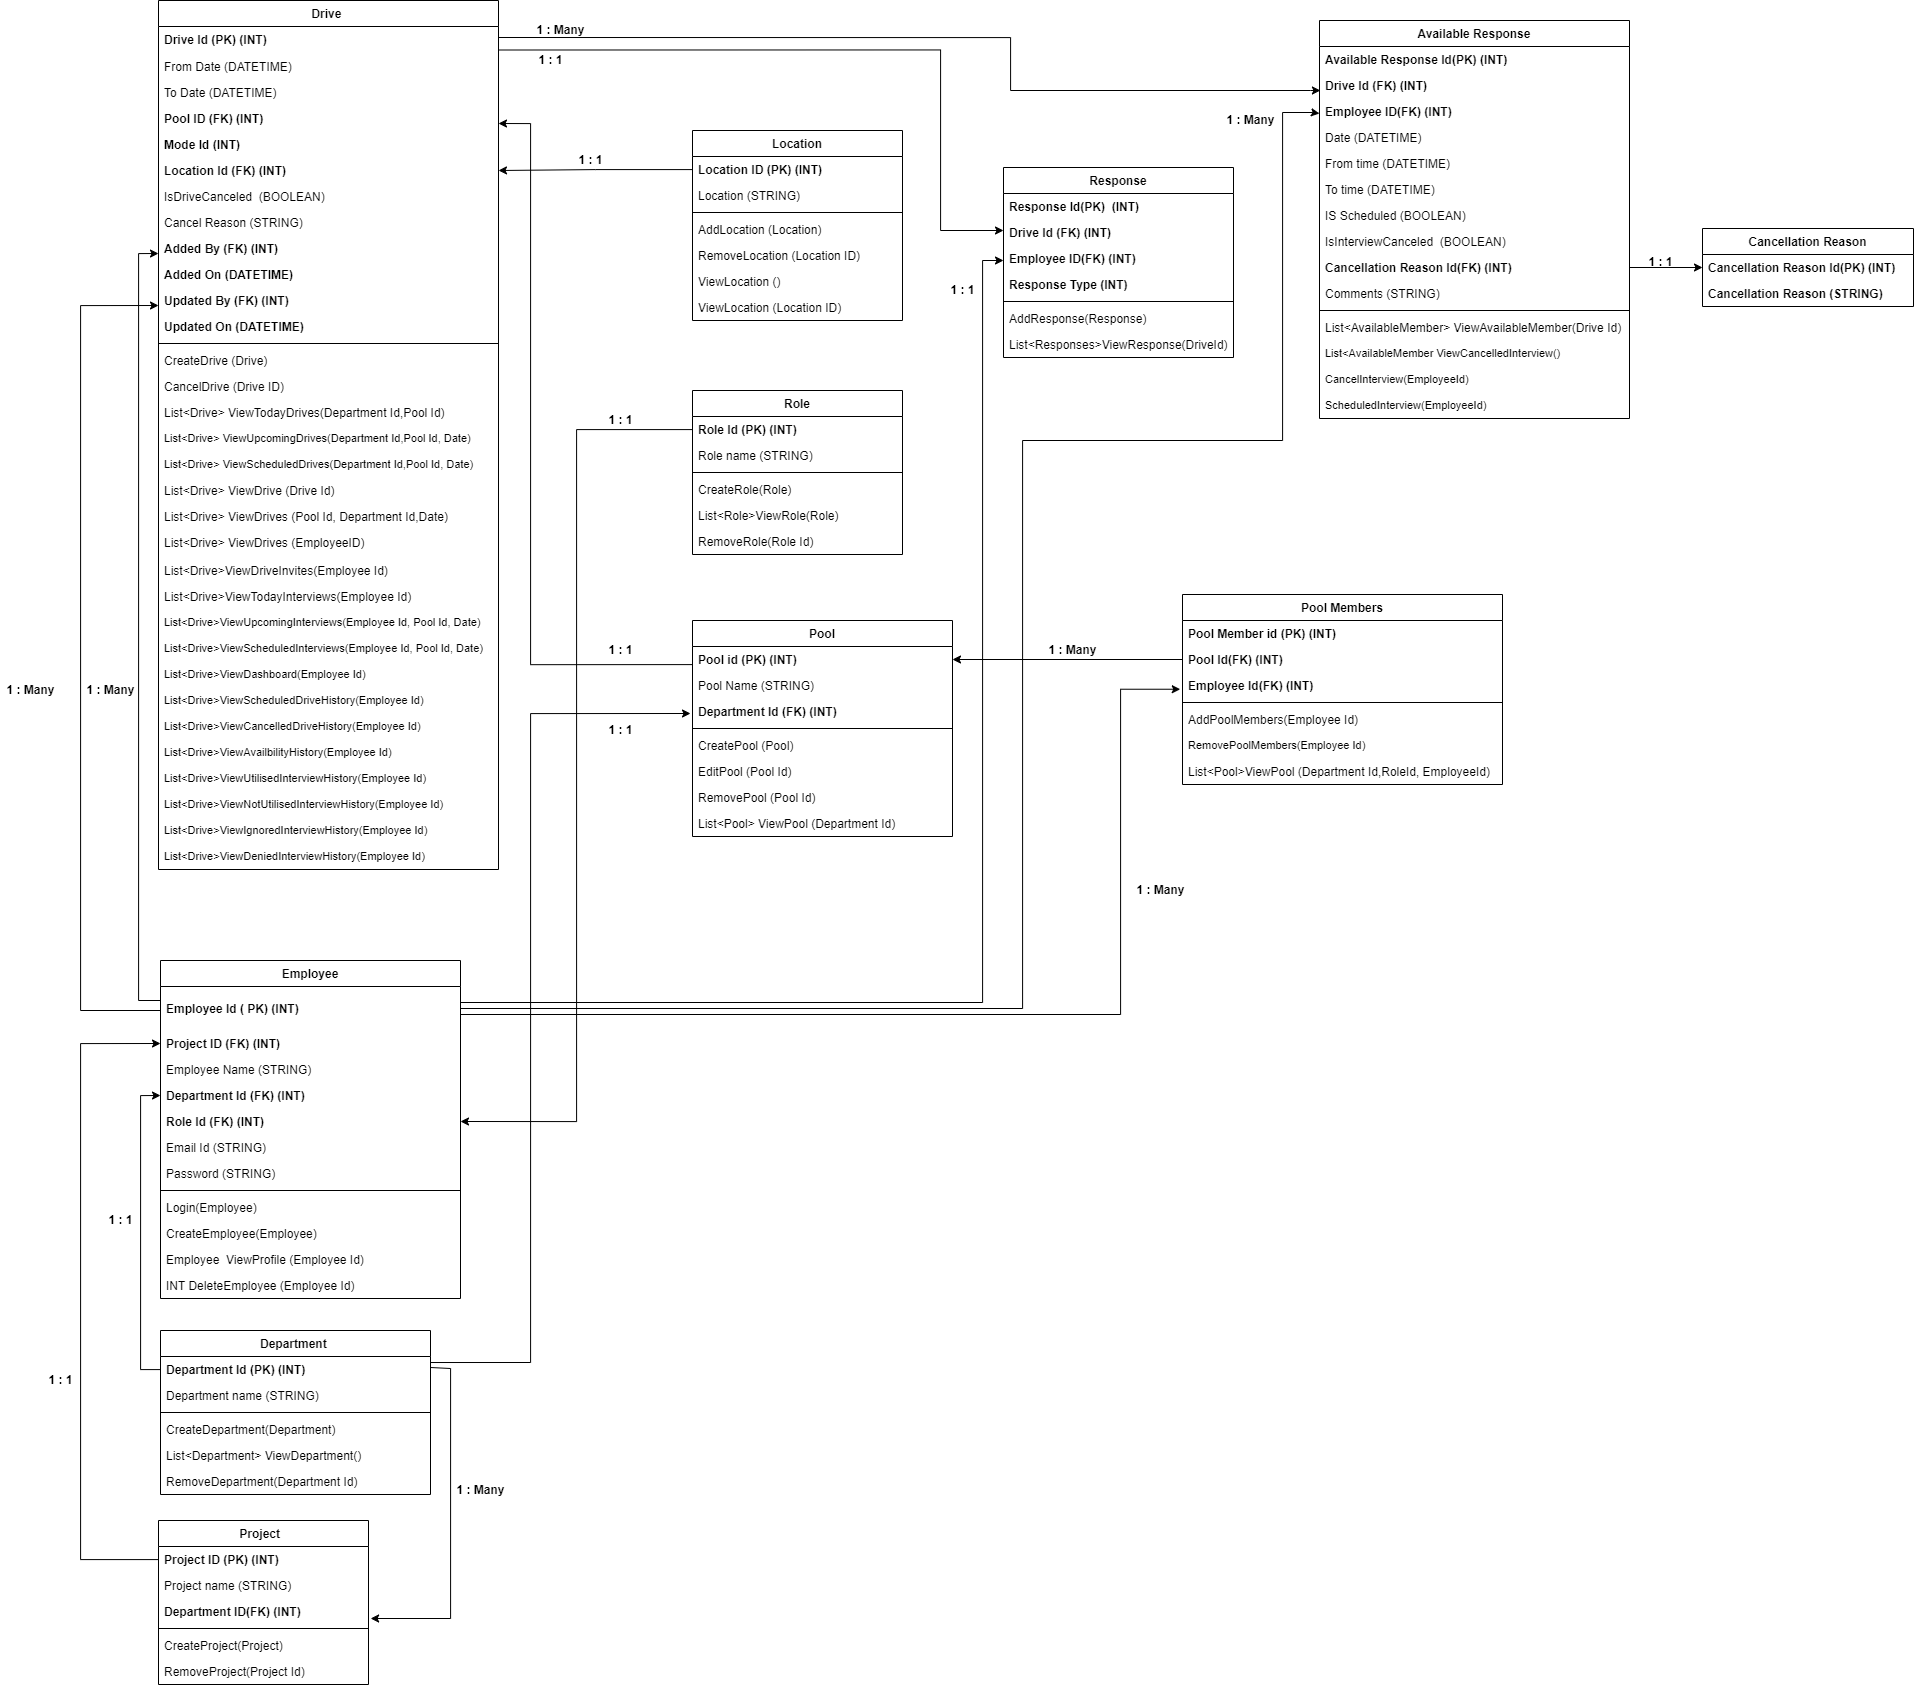 Drive
Drive Id (PK) (INT)
From Date (DATETIME)
To Date (DATETIME)
Pool ID (FK) (INT)
Mode Id (INT)
Location Id (FK) (INT)
IsDriveCanceled  (BOOLEAN)
Cancel Reason (STRING)
Added By (FK) (INT)
Added On (DATETIME)
Updated By (FK) (INT)
Updated On (DATETIME)
CreateDrive (Drive)
CancelDrive (Drive ID)
List<Drive> ViewTodayDrives(Department Id,Pool Id)
List<Drive> ViewUpcomingDrives(Department Id,Pool Id, Date)
List<Drive> ViewScheduledDrives(Department Id,Pool Id, Date)
List<Drive> ViewDrive (Drive Id)
List<Drive> ViewDrives (Pool Id, Department Id,Date)
List<Drive> ViewDrives (EmployeeID)
List<Drive>ViewDriveInvites(Employee Id)
List<Drive>ViewTodayInterviews(Employee Id)
List<Drive>ViewUpcomingInterviews(Employee Id, Pool Id, Date)
List<Drive>ViewScheduledInterviews(Employee Id, Pool Id, Date)
List<Drive>ViewDashboard(Employee Id)
List<Drive>ViewScheduledDriveHistory(Employee Id)
List<Drive>ViewCancelledDriveHistory(Employee Id)
List<Drive>ViewAvailbilityHistory(Employee Id)
List<Drive>ViewUtilisedInterviewHistory(Employee Id)
List<Drive>ViewNotUtilisedInterviewHistory(Employee Id)
List<Drive>ViewIgnoredInterviewHistory(Employee Id)
List<Drive>ViewDeniedInterviewHistory(Employee Id)
1 : Many
1 : 1
1 : 1
Location
Location ID (PK) (INT)
Location (STRING)
AddLocation (Location)
RemoveLocation (Location ID)
ViewLocation ()
ViewLocation (Location ID)
Response
Response Id(PK)  (INT)
Drive Id (FK) (INT)
Employee ID(FK) (INT)
Response Type (INT)
AddResponse(Response)
List<Responses>ViewResponse(DriveId)
1 : 1
1 : Many
Available Response
Available Response Id(PK) (INT)
Drive Id (FK) (INT)
Employee ID(FK) (INT)
Date (DATETIME)
From time (DATETIME)
To time (DATETIME)
IS Scheduled (BOOLEAN)
IsInterviewCanceled  (BOOLEAN)
Cancellation Reason Id(FK) (INT)
Comments (STRING)
List<AvailableMember> ViewAvailableMember(Drive Id)
List<AvailableMember ViewCancelledInterview()
CancelInterview(EmployeeId)
ScheduledInterview(EmployeeId)
1 : 1
Cancellation Reason
Cancellation Reason Id(PK) (INT)
Cancellation Reason (STRING)
1 : 1
Role
Role Id (PK) (INT)
Role name (STRING)
CreateRole(Role)
List<Role>ViewRole(Role)
RemoveRole(Role Id)
1 : 1
Pool
Pool id (PK) (INT)
Pool Name (STRING)
Department Id (FK) (INT)
CreatePool (Pool)
EditPool (Pool Id)
RemovePool (Pool Id)
List<Pool> ViewPool (Department Id)
1 : 1
1 : Many
Pool Members
Pool Member id (PK) (INT)
Pool Id(FK) (INT)
Employee Id(FK) (INT)
AddPoolMembers(Employee Id)
RemovePoolMembers(Employee Id)
List<Pool>ViewPool (Department Id,RoleId, EmployeeId)
1 : Many
1 : Many
1 : Many
Employee
Employee Id ( PK) (INT)
Project ID (FK) (INT)
Employee Name (STRING)
Department Id (FK) (INT)
Role Id (FK) (INT)
Email Id (STRING)
Password (STRING)
Login(Employee)
CreateEmployee(Employee)
Employee  ViewProfile (Employee Id)
INT DeleteEmployee (Employee Id)
1 : 1
1 : 1
Department
Department Id (PK) (INT)
Department name (STRING)
CreateDepartment(Department)
List<Department> ViewDepartment()
RemoveDepartment(Department Id)
1 : Many
Project
Project ID (PK) (INT)
Project name (STRING)
Department ID(FK) (INT)
CreateProject(Project)
RemoveProject(Project Id)